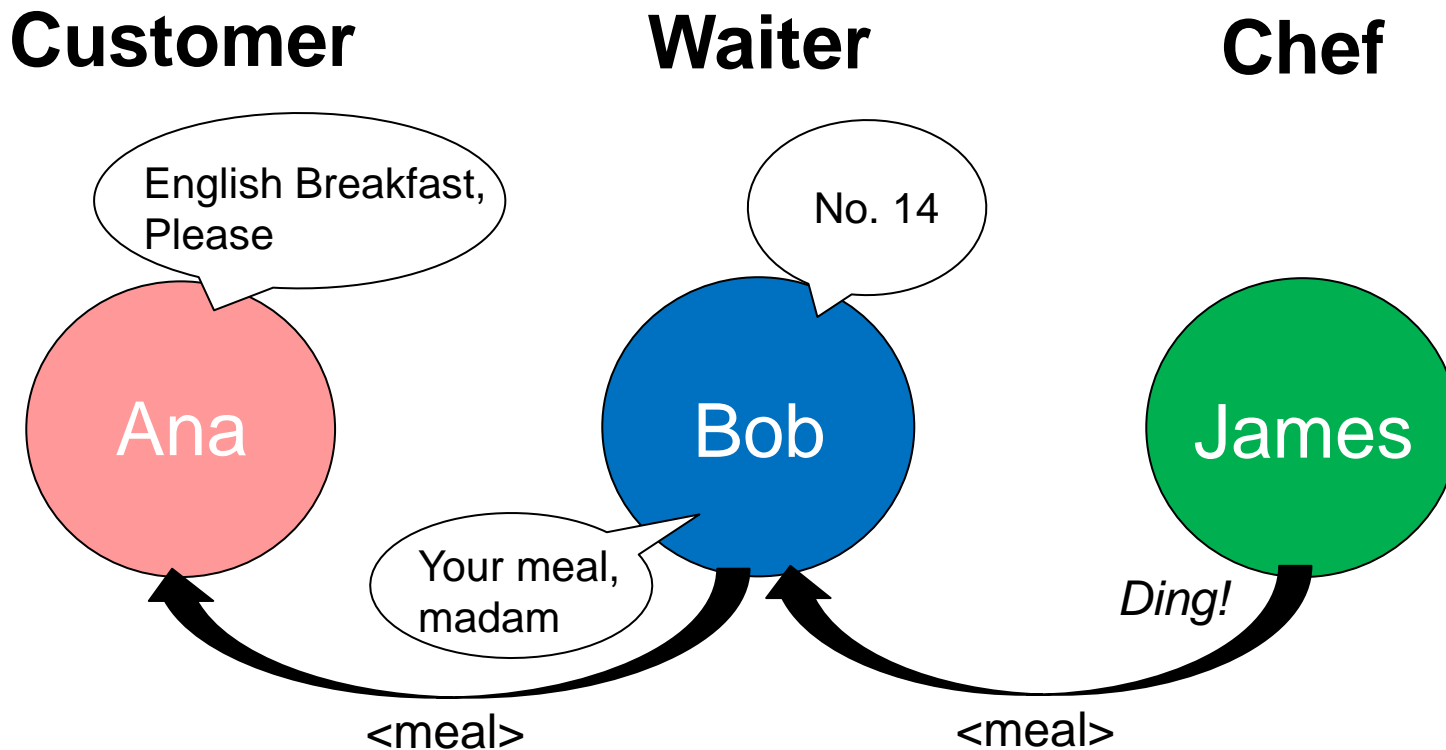 Customer
Waiter
Chef
English Breakfast,
Please
No. 14
Ana
Bob
James
Your meal,
madam
Ding!
<meal>
<meal>